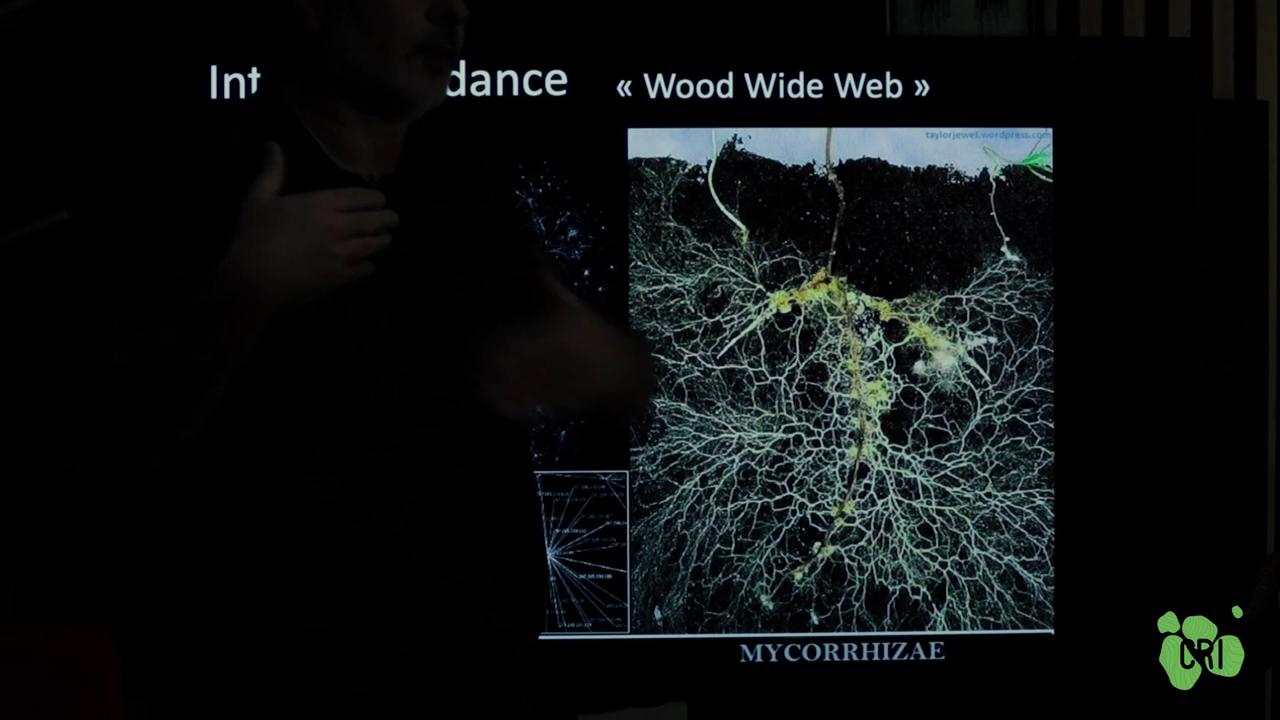 Int dance « Wood Wide Web »
taylorjewel.wordpress.com
MYCORRHIZAE
CRI